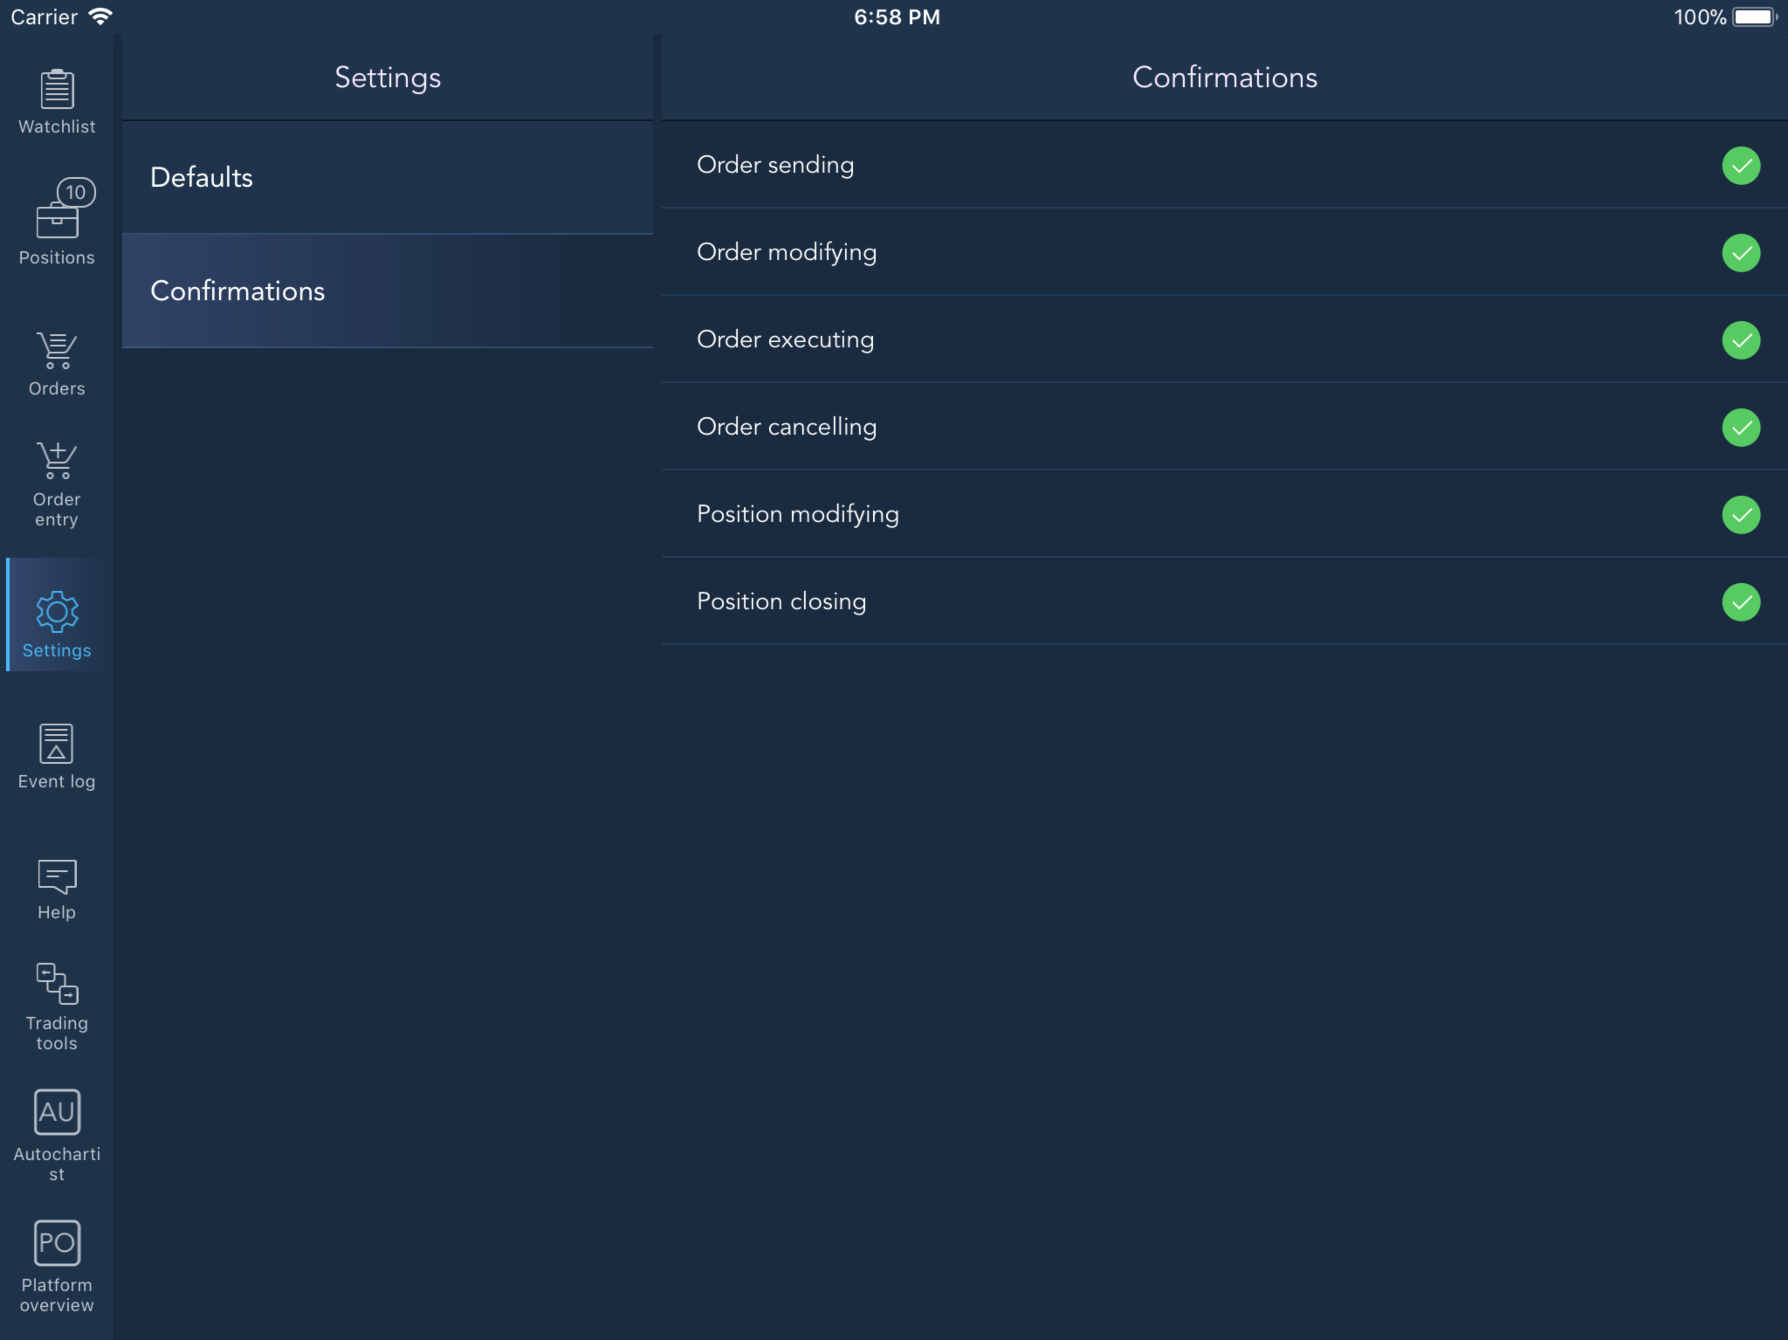 Carrier
6:58 PM
100%
Watchlist
10
Positions
Orders
Order
entry
Settings
Event log
Help
Trading
tools
AU
Autocharti
st
PO
Platform
overview
Settings
Defaults
Confirmations
Confirmations
Order sending
Order modifying
Order executing
Order cancelling
Position modifying
Position closing